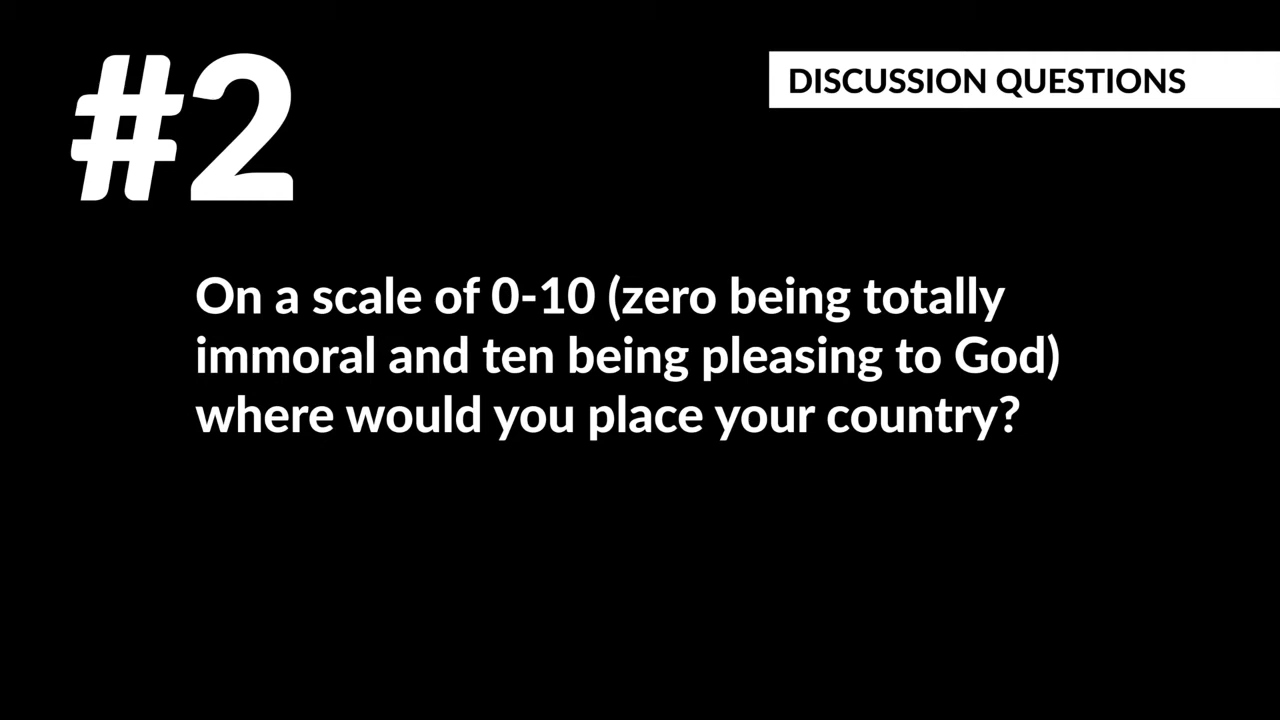 #2
DISCUSSION QUESTIONS
On a scale of 0-10 (zero being totally
immoral and ten being pleasing to God)
where would you place your country?